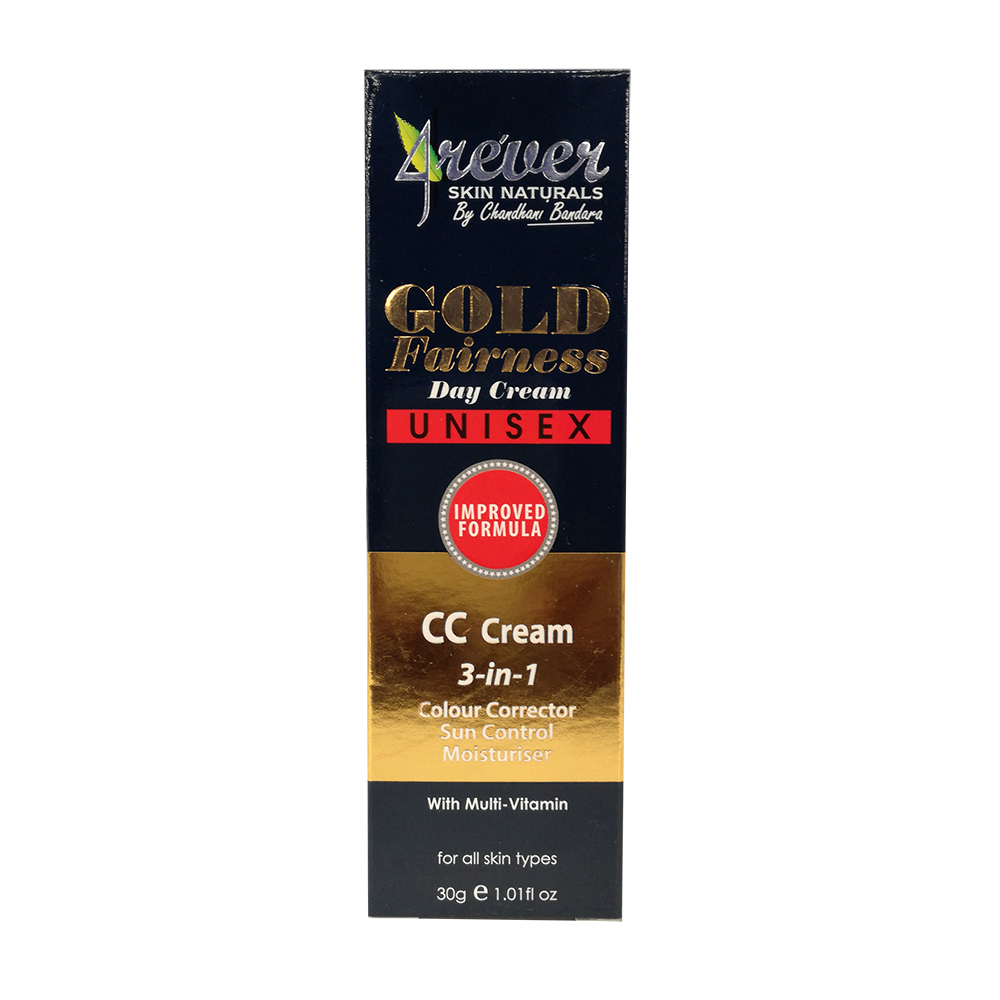 4réver
SKIN NATURALS
By Chandhani Bandara
GOLD
Fairness
Day Cream
UNISEX
IMPROVED
FORMULA
CC Cream
3-in-1
Colour Corrector
Sun Control
Moisturiser
With Multi-Vitamin
for all skin types
30g e 1.01fl oz